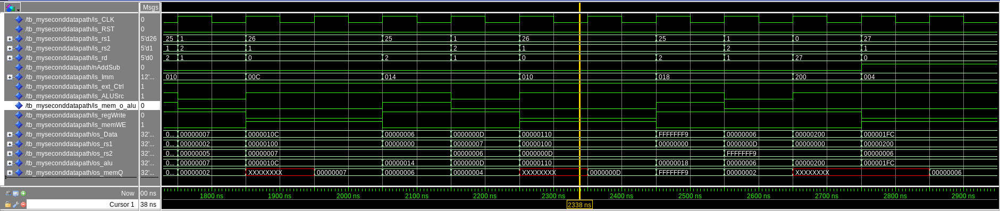 Msgs
/tb_myseconddatapath/is_CLK 0
/tb_myseconddatapath/is_RST 0
/tb_myseconddatapath/is_rs1 5'd26 25 1 26 25 1 26 25 1 0 27
/tb_myseconddatapath/is_rs2 5'd1 1 2 1 2 1 2 1
/tb_myseconddatapath/is_rd 5'd0 2 1 0 2 1 0 2 1 27 0
/tb_myseconddatapath/nAddSub 0
/tb_myseconddatapath/is_Imm 12'... 010 00C 014 010 018 200 004
/tb_myseconddatapath/is_ext_Ctrl 1
/tb_myseconddatapath/is_ALUSrc 1
/tb_myseconddatapath/is_mem_o_alu 0
/tb_myseconddatapath/is_regWrite 0
/tb_myseconddatapath/is_memWE 1
/tb_myseconddatapath/os_Data 32'... 0... 00000007 0000010C 00000006 0000000D 00000110 FFFFFFF9 00000006 00000200 000001FC
/tb_myseconddatapath/os_rs1 32'... 0... 00000002 00000100 00000000 00000007 00000100 00000000 0000000D 00000000 00000200
/tb_myseconddatapath/os_rs2 32'... 0... 00000005 00000007 00000006 0000000D FFFFFFF9 00000006
/tb_myseconddatapath/os_alu 32'... 0... 00000007 0000010C 00000014 0000000D 00000110 00000018 00000006 00000200 000001FC
/tb_myseconddatapath/os_memQ 32'... 0... 00000002 XXXXXXXX 00000007 00000006 00000004 XXXXXXXX 0000000D FFFFFFF9 00000002 XXXXXXXX 00000006
Now 00 ns 1800 ns 1900 ns 2000 ns 2100 ns 2200 ns 2300 ns 2400 ns 2500 ns 2600 ns 2700 ns 2800 ns 2900 ns
Cursor 1 38 ns 2338 ns